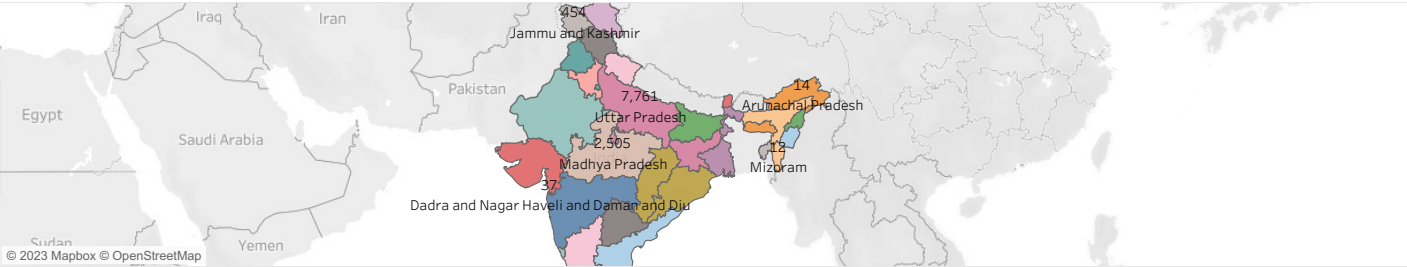 Iraq
Iran
454
Jammu and Kashmir
Pakistan
7,761
14
Arunachal Pradesh
Egypt
Uttar Pradesh
Saudi Arabia
2,505
12
Madhya Pradesh
Mizoram
37
Dadra and Nagar Haveli and Daman and Diu
Sudan
Yemen
© 2023 Mapbox © OpenStreetMap